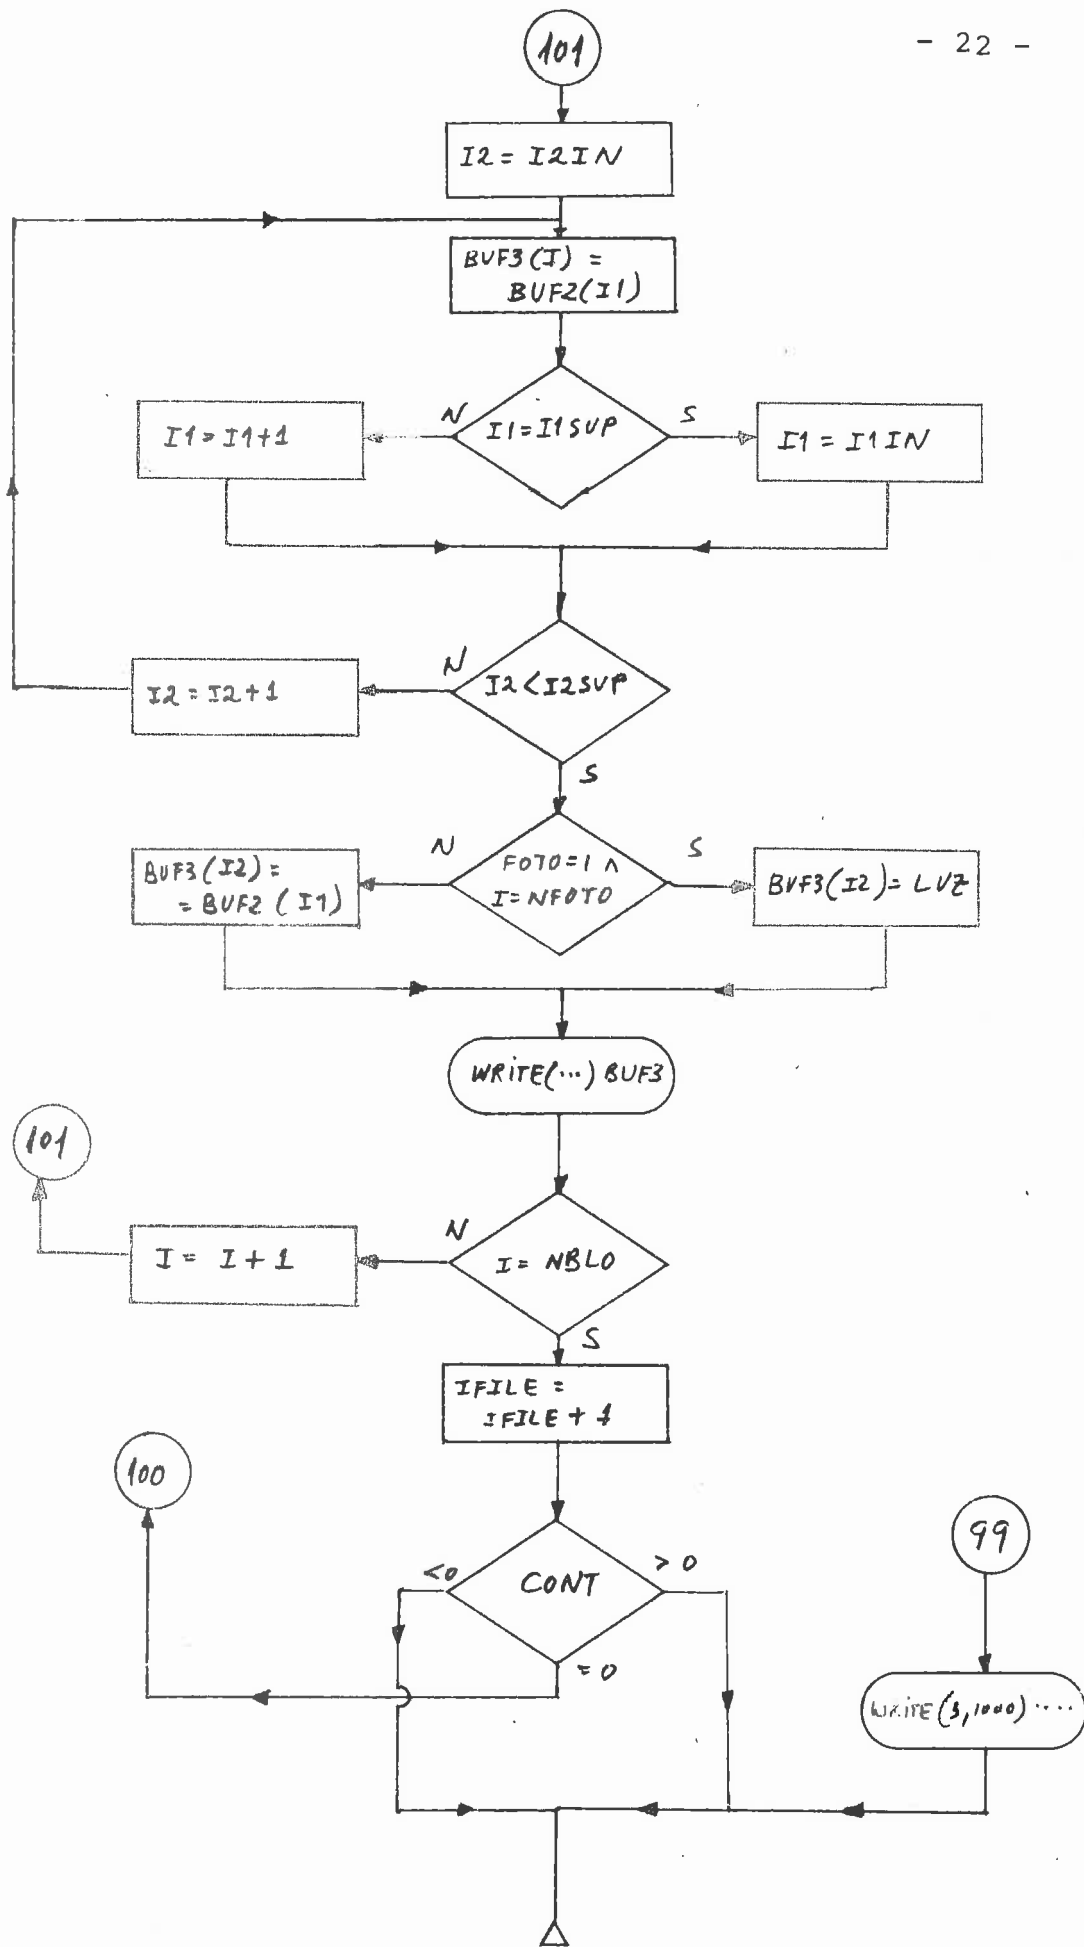 - 22 -
101
I2 = I2IN
BUF3(I) =
BUF2(I1)
N
I1 = I1SUP
S
I1 = I1+1
I1 = I1IN
N
I2 < I2SUP
I2 = I2+1
S
N
FOTO=1 ∧
I=NFOTO
S
BUF3(I2) =
= BUF2 (I1)
BUF3(I2) = LUZ
WRITE(...) BUF3
101
N
I = I + 1
I = NBLO
S
IFILE =
IFILE + 1
100
99
<0
CONT
> 0
= 0
WRITE(3,1000) ....